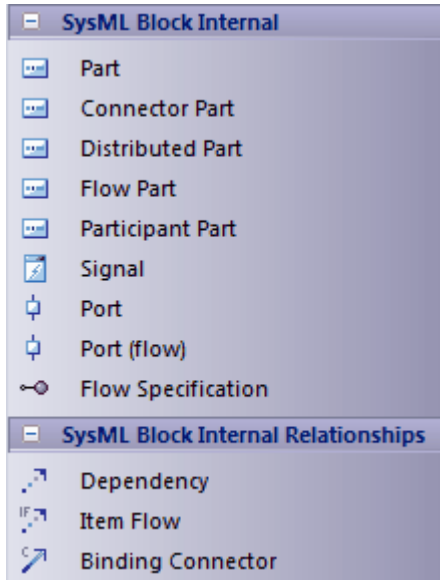 SysML Block Internal
Part
Connector Part
Distributed Part
Flow Part
Participant Part
Signal
Port
Port (flow)
Flow Specification
SysML Block Internal Relationships
Dependency
IF
Item Flow
C
Binding Connector